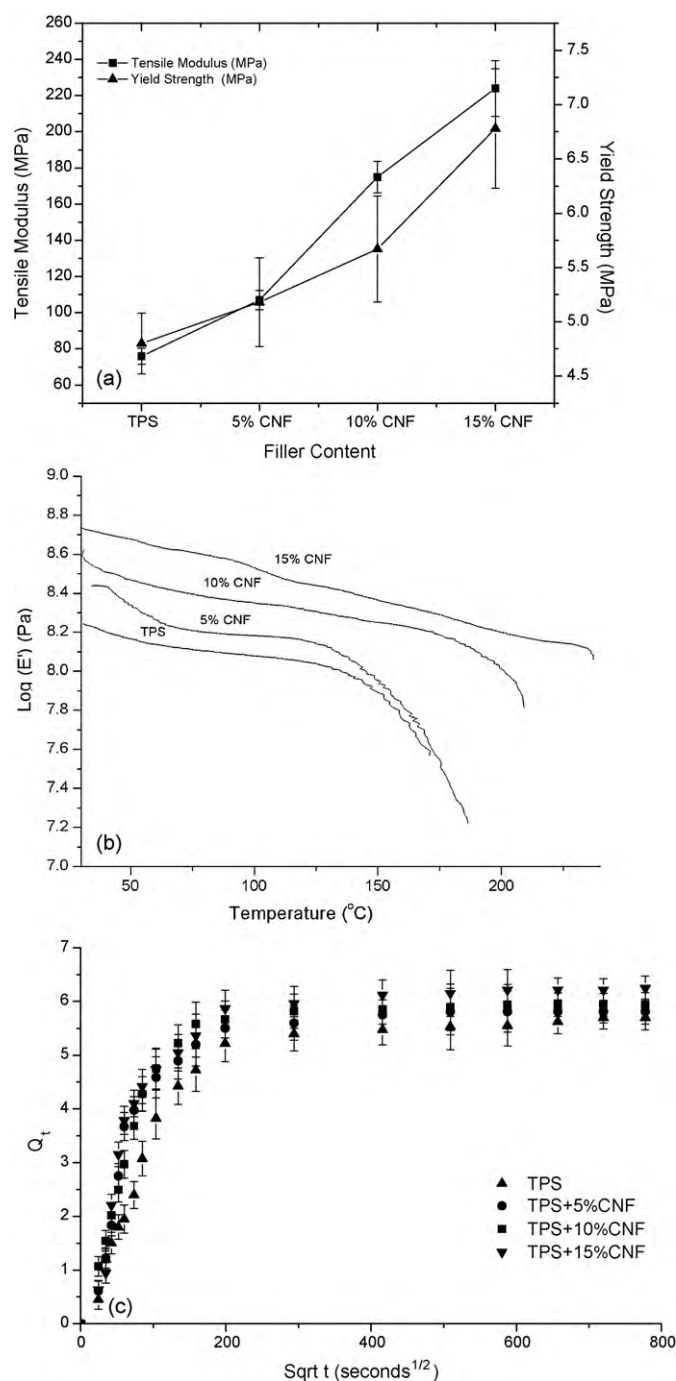 260
240
220
200
180
160
140
120
100
80
60
Tensile Modulus (MPa)
Tensile Modulus (MPa)
Yield Strength (MPa)
7.5
7.0
6.5
6.0
5.5
5.0
4.5
Yield Strength (MPa)
(a)
TPS
5% CNF
10% CNF
15% CNF
Filler Content
9.0
8.6
8.4
8.2
8.0
7.8
7.6
7.2
7.0
Log (E') (Pa)
15% CNF
10% CNF
5% CNF
TPS
(b)
50
100
150
200
Temperature (°C)
7
6
5
4
3
2
1
0
Q_t
TPS
TPS+5%CNF
TPS+10%CNF
TPS+15%CNF
(c)
0
200
400
600
800
Sqrt t (seconds^1/2)